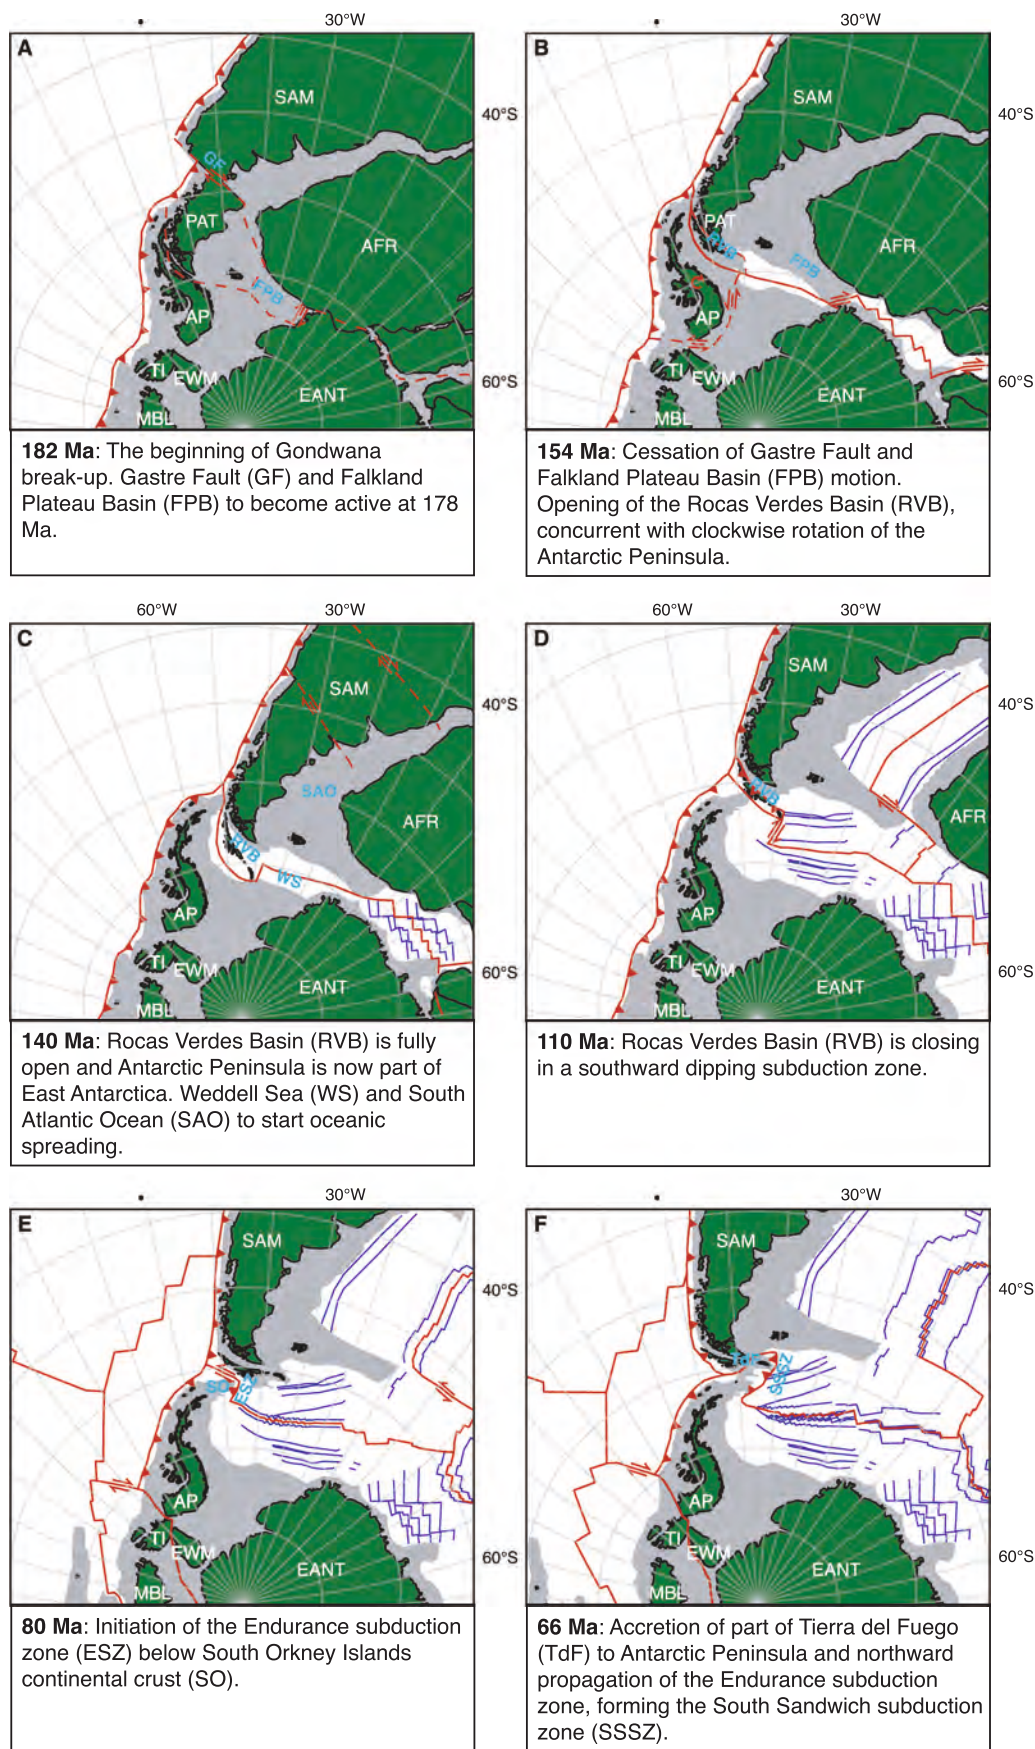 30°W
30°W
A
SAM
40°S
GF
PAT
AFR
FPB
AP
TI
EWM
EANT
60°S
MBL
182 Ma: The beginning of Gondwana
break-up. Gastre Fault (GF) and Falkland
Plateau Basin (FPB) to become active at 178
Ma.
B
SAM
40°S
PAT
RVB
FPB
AFR
AP
TI
EWM
EANT
60°S
MBL
154 Ma: Cessation of Gastre Fault and
Falkland Plateau Basin (FPB) motion.
Opening of the Rocas Verdes Basin (RVB),
concurrent with clockwise rotation of the
Antarctic Peninsula.
60°W
30°W
C
SAM
40°S
SAO
AFR
RVB
WS
AP
TI
EWM
EANT
60°S
MBL
140 Ma: Rocas Verdes Basin (RVB) is fully
open and Antarctic Peninsula is now part of
East Antarctica. Weddell Sea (WS) and South
Atlantic Ocean (SAO) to start oceanic
spreading.
60°W
30°W
D
SAM
40°S
RVB
AFR
AP
TI
EWM
EANT
60°S
MBL
110 Ma: Rocas Verdes Basin (RVB) is closing
in a southward dipping subduction zone.
30°W
E
SAM
40°S
SO
ESZ
AP
TI
EWM
EANT
60°S
MBL
80 Ma: Initiation of the Endurance subduction
zone (ESZ) below South Orkney Islands
continental crust (SO).
30°W
F
SAM
40°S
TdF
SSSZ
AP
TI
EWM
EANT
60°S
MBL
66 Ma: Accretion of part of Tierra del Fuego
(TdF) to Antarctic Peninsula and northward
propagation of the Endurance subduction
zone, forming the South Sandwich subduction
zone (SSSZ).